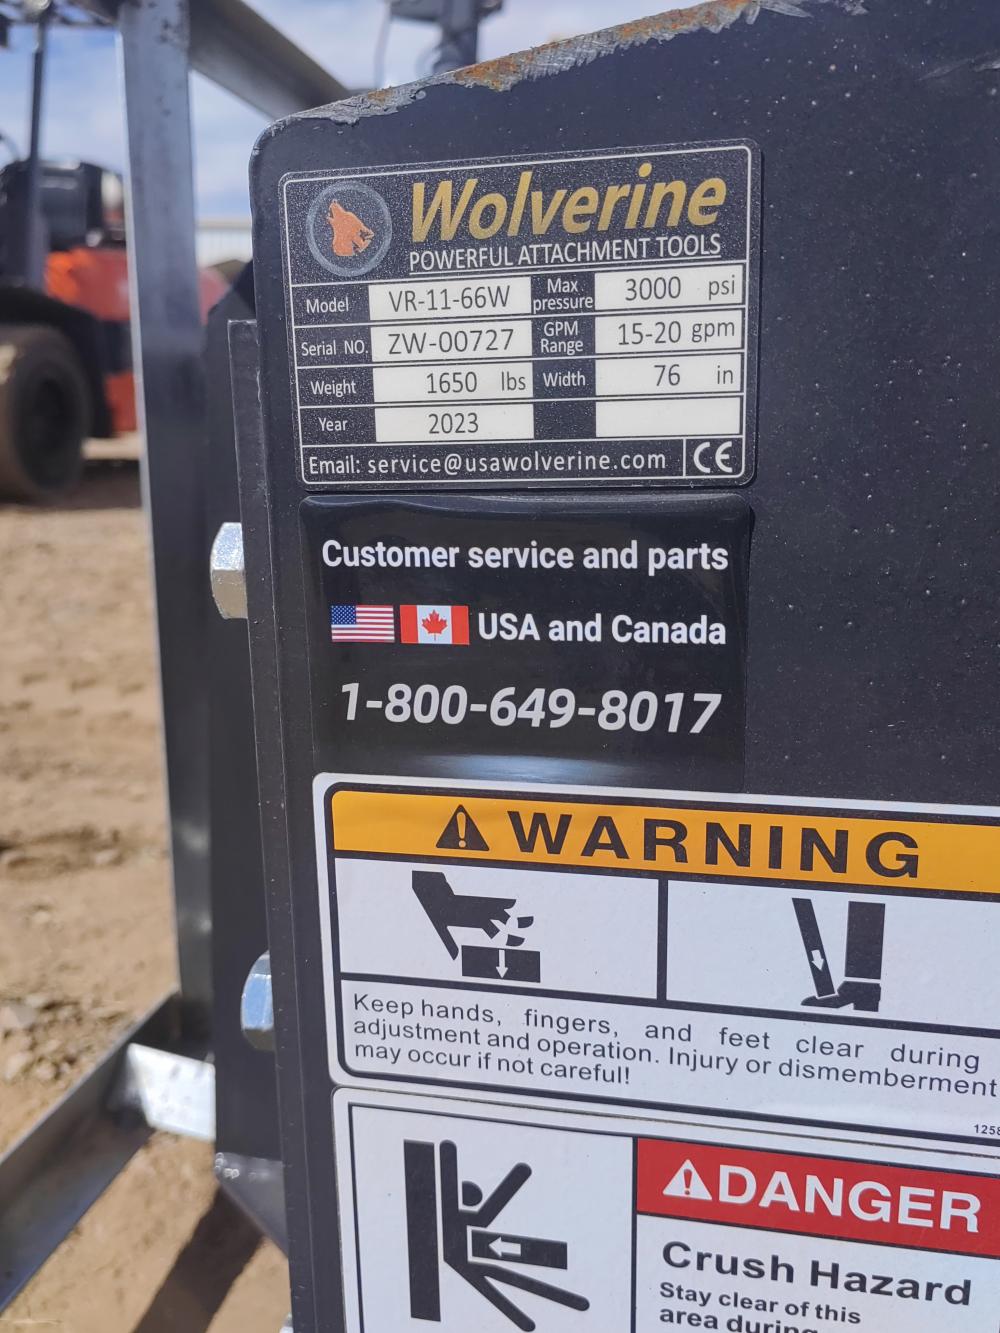 Wolverine
POWERFUL ATTACHMENT TOOLS
Model VR-11-66W Max pressure 3000 psi
Serial NO. ZW-00727 GPM Range 15-20 gpm
Weight 1650 lbs Width 76 in
Year 2023
Email: service@usawolverine.com CE
Customer service and parts
USA and Canada
1-800-649-8017
WARNING
Keep hands, fingers, and feet clear during
adjustment and operation. Injury or dismemberment
may occur if not careful!
1258
DANGER
Crush Hazard
Stay clear of this
area during